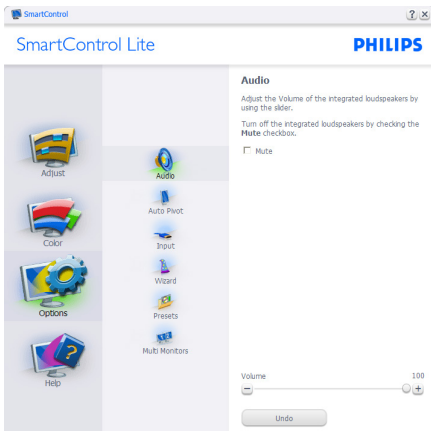 SmartControl
SmartControl Lite
PHILIPS
Adjust
Color
Options
Help
Audio
Auto Pivot
Input
Wizard
Presets
Multi Monitors
Audio
Adjust the Volume of the integrated loudspeakers by
using the slider.
Turn off the integrated loudspeakers by checking the
Mute checkbox.
Mute
Volume 100
Undo